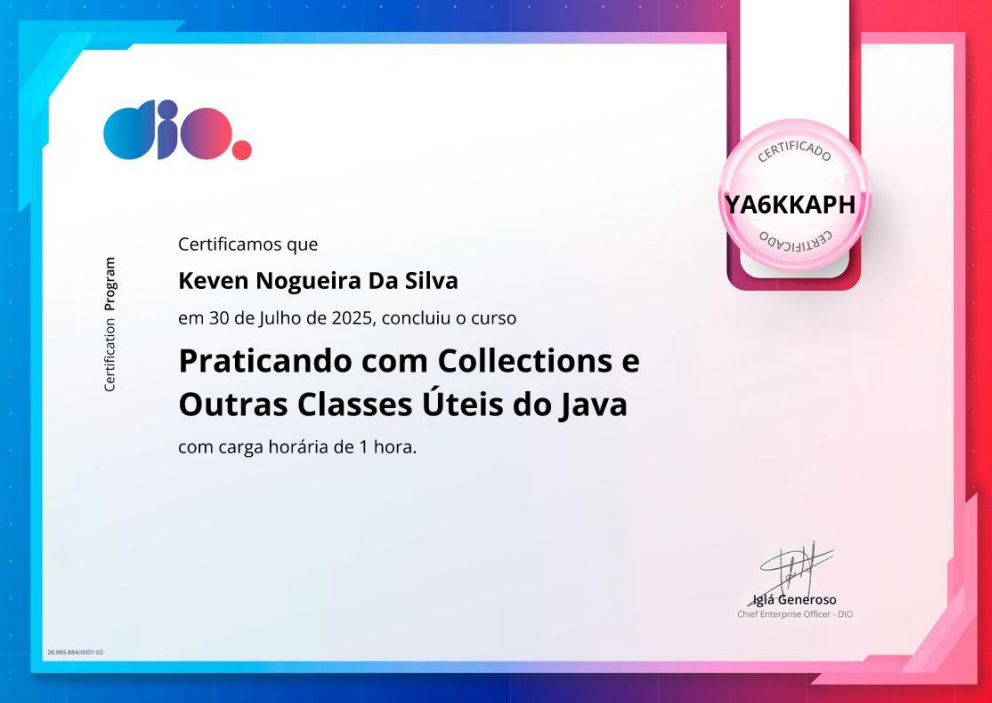 dio.
CERTIFICADO
YA6KKAPH
CERTIFICADO
Certification Program
Certificamos que
Keven Nogueira Da Silva
em 30 de Julho de 2025, concluiu o curso
Praticando com Collections e
Outras Classes Úteis do Java
com carga horária de 1 hora.
Iglá Generoso
Chief Enterprise Officer - DIO
26.965.884/0001-02